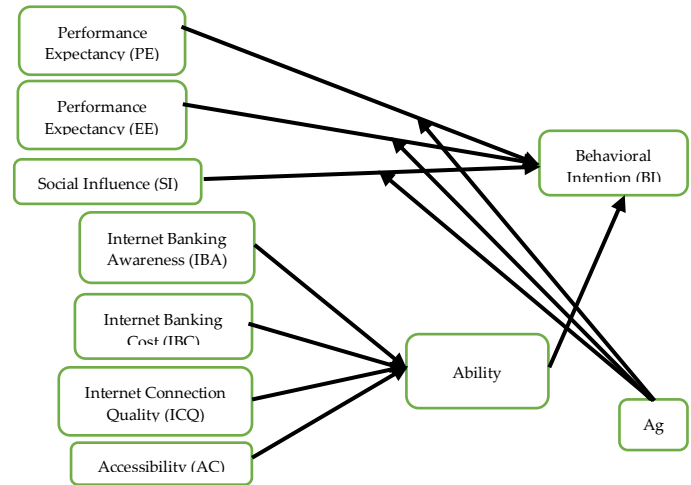 Performance
Expectancy (PE)
Performance
Expectancy (EE)
Social Influence (SI)
Internet Banking
Awareness (IBA)
Internet Banking
Cost (IBC)
Internet Connection
Quality (ICQ)
Accessibility (AC)
Ability
Behavioral
Intention (BI)
Ag